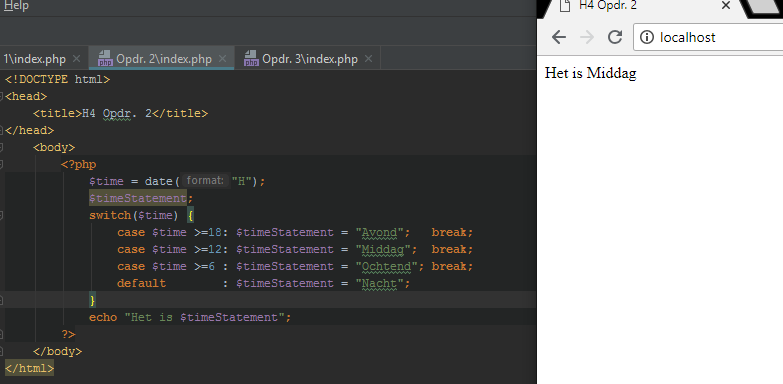 Help
1\index.php Opdr. 2\index.php Opdr. 3\index.php
<!DOCTYPE html>
<head>
<title>H4 Opdr. 2</title>
</head>
<body>
<?php
$time = date( format: "H");
$timeStatement;
switch($time) {
case $time >=18: $timeStatement = "Avond"; break;
case $time >=12: $timeStatement = "Middag"; break;
case $time >=6 : $timeStatement = "Ochtend"; break;
default : $timeStatement = "Nacht";
}
echo "Het is $timeStatement";
?>
</body>
</html>
H4 Opdr. 2
localhost
Het is Middag